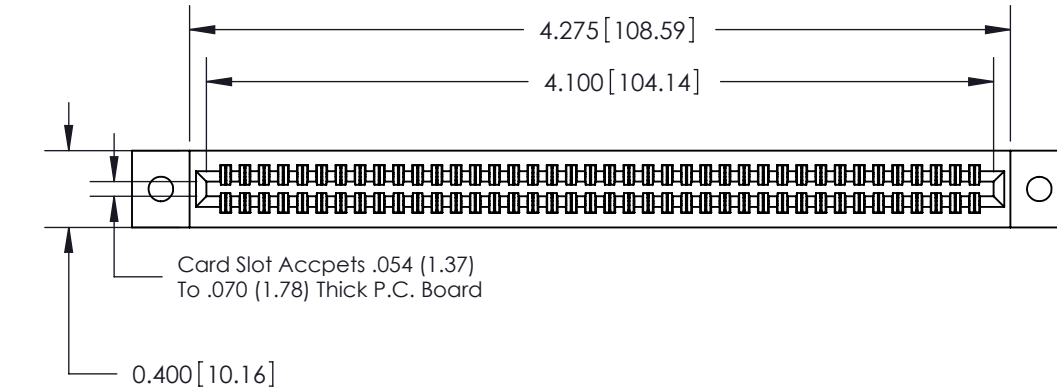 4.275[108.59]
4.100[104.14]
Card Slot Accpets .054 (1.37)
To .070 (1.78) Thick P.C. Board
0.400[10.16]